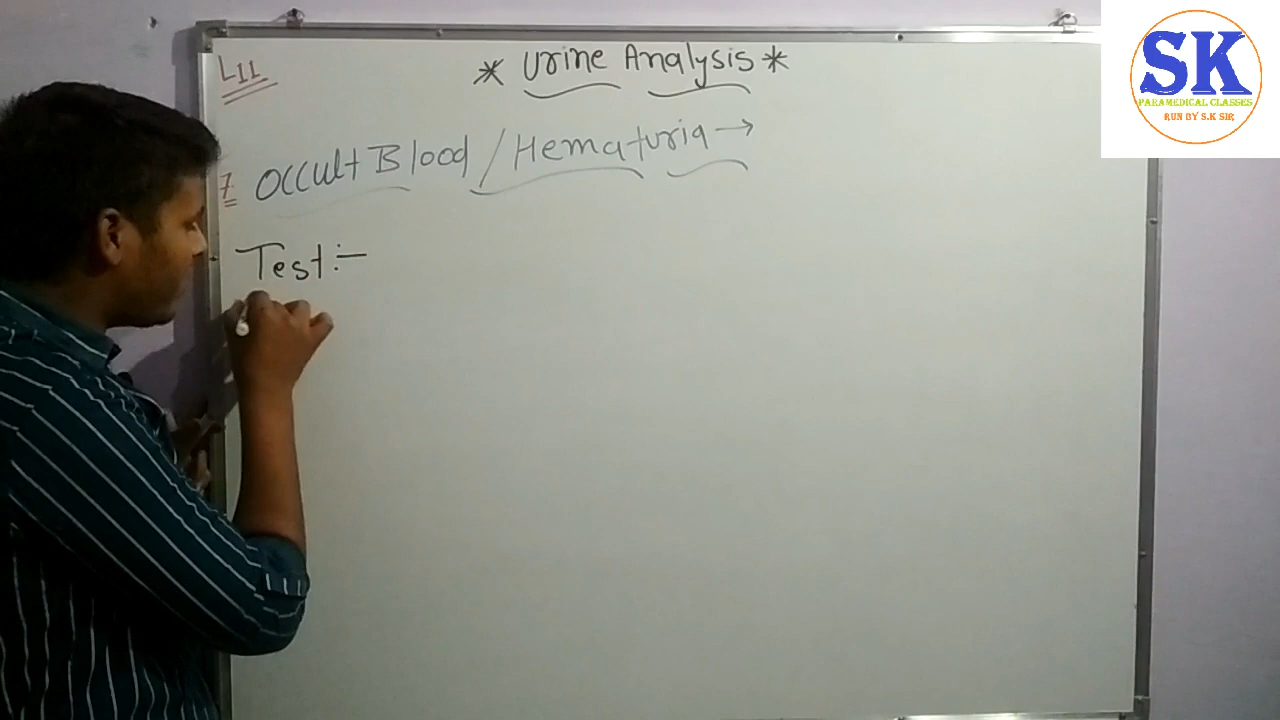 L11
* Urine Analysis *
7 Occult Blood / Hematuria →
Test :-
SK
PARAMEDICAL CLASSES
RUN BY S.K SIR